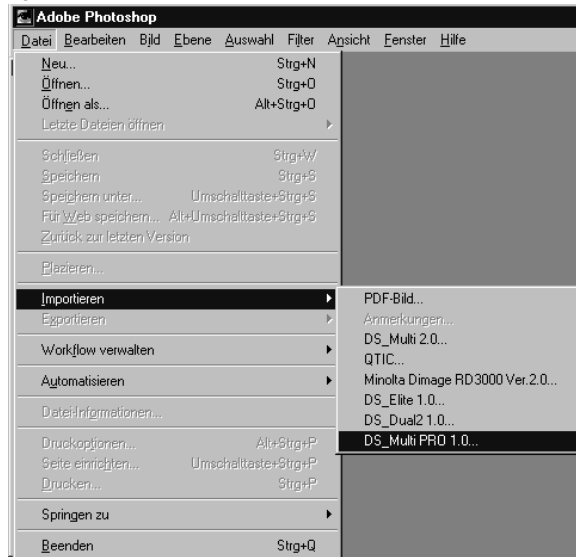 Adobe Photoshop
Datei Bearbeiten Bild Ebene Auswahl Filter Ansicht Fenster Hilfe
Neu... Strg+N
Öffnen... Strg+O
Öffnen als... Alt+Strg+O
Letzte Dateien öffnen
Schließen Strg+W
Speichern Strg+S
Speichern unter... Umschalttaste+Strg+S
Für Web speichern... Alt+Umschalttaste+Strg+S
Zurück zur letzten Version
Plazieren...
Importieren
Exportieren
Workflow verwalten
Automatisieren
Datei-Informationen...
Druckoptionen... Alt+Strg+P
Seite einrichten... Umschalttaste+Strg+P
Drucken... Strg+P
Springen zu
Beenden Strg+Q
PDF-Bild...
Anmerkungen...
DS_Multi 2.0...
QTIC...
Minolta Dimage RD3000 Ver.2.0...
DS_Elite 1.0...
DS_Dual2 1.0...
DS_Multi PRO 1.0...